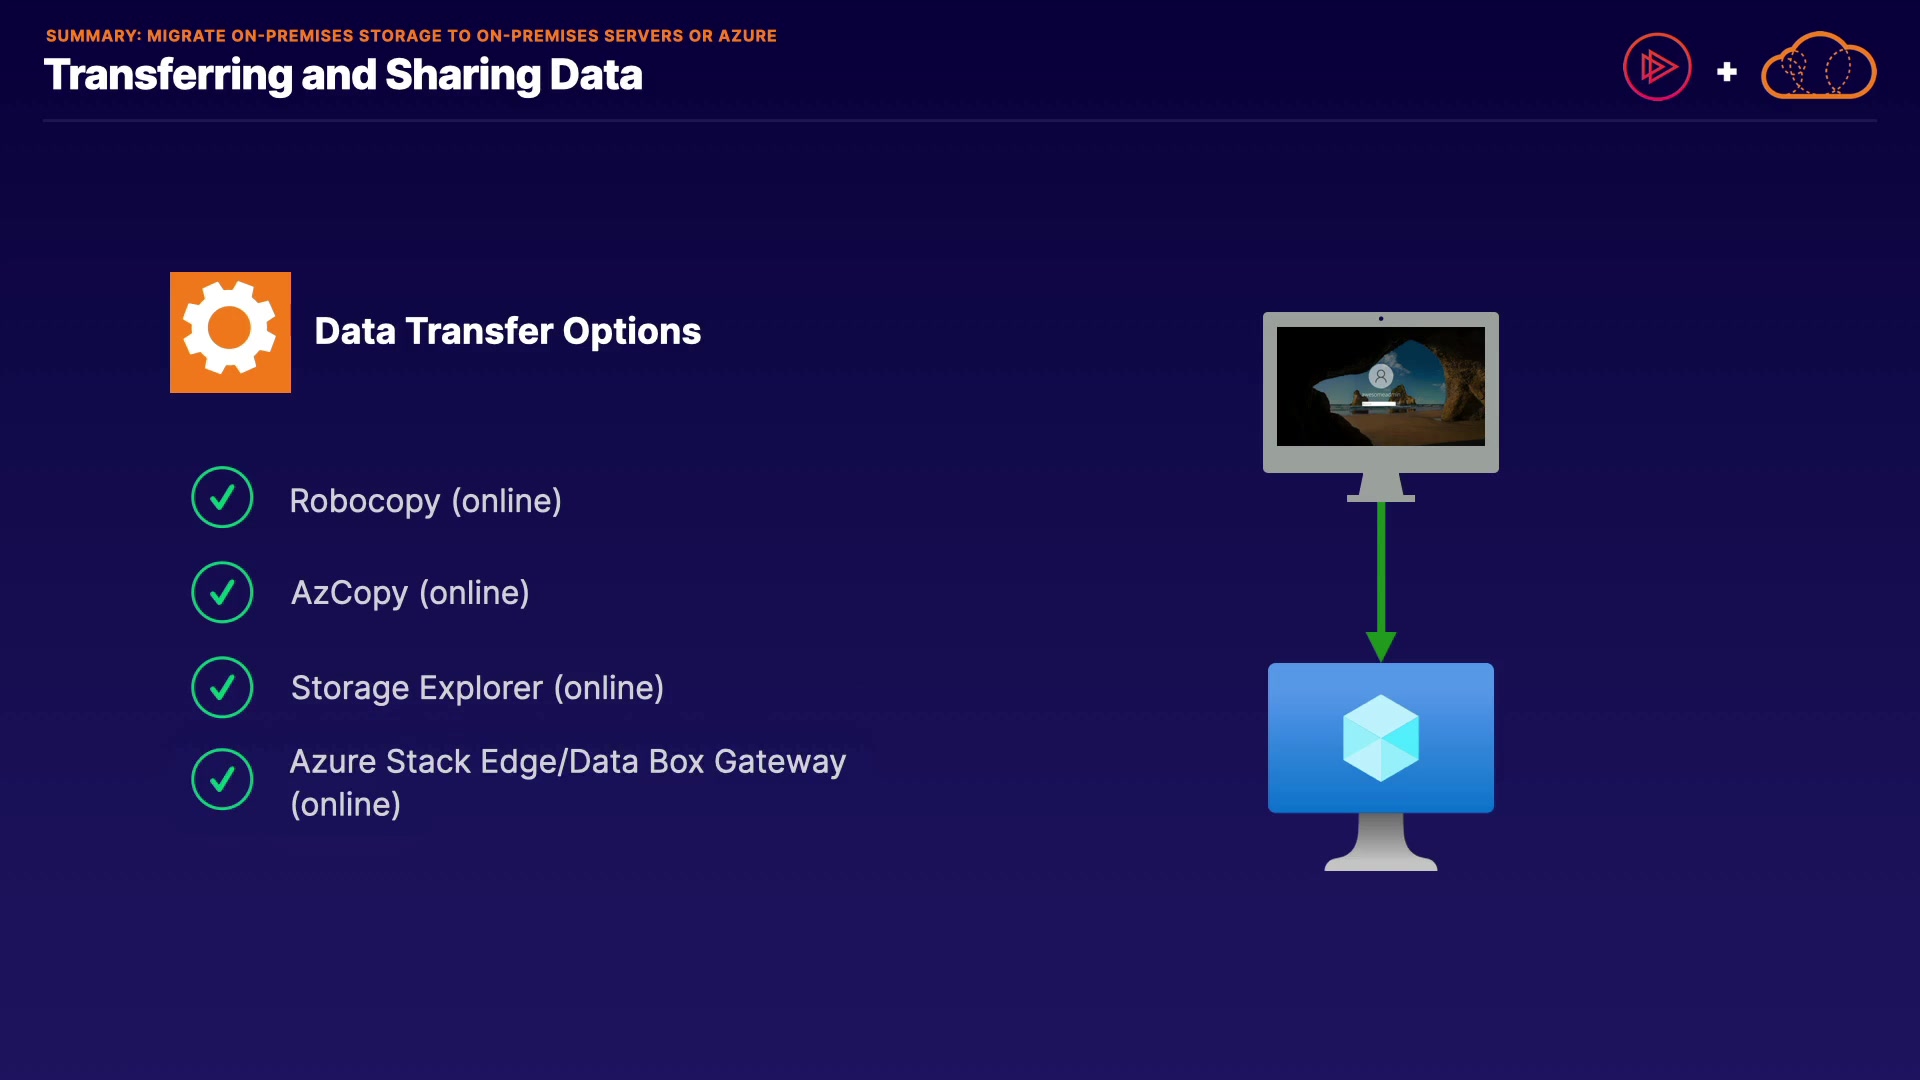 SUMMARY: MIGRATE ON-PREMISES STORAGE TO ON-PREMISES SERVERS OR AZURE
Transferring and Sharing Data
Data Transfer Options
Robocopy (online)
AzCopy (online)
Storage Explorer (online)
Azure Stack Edge/Data Box Gateway
(online)